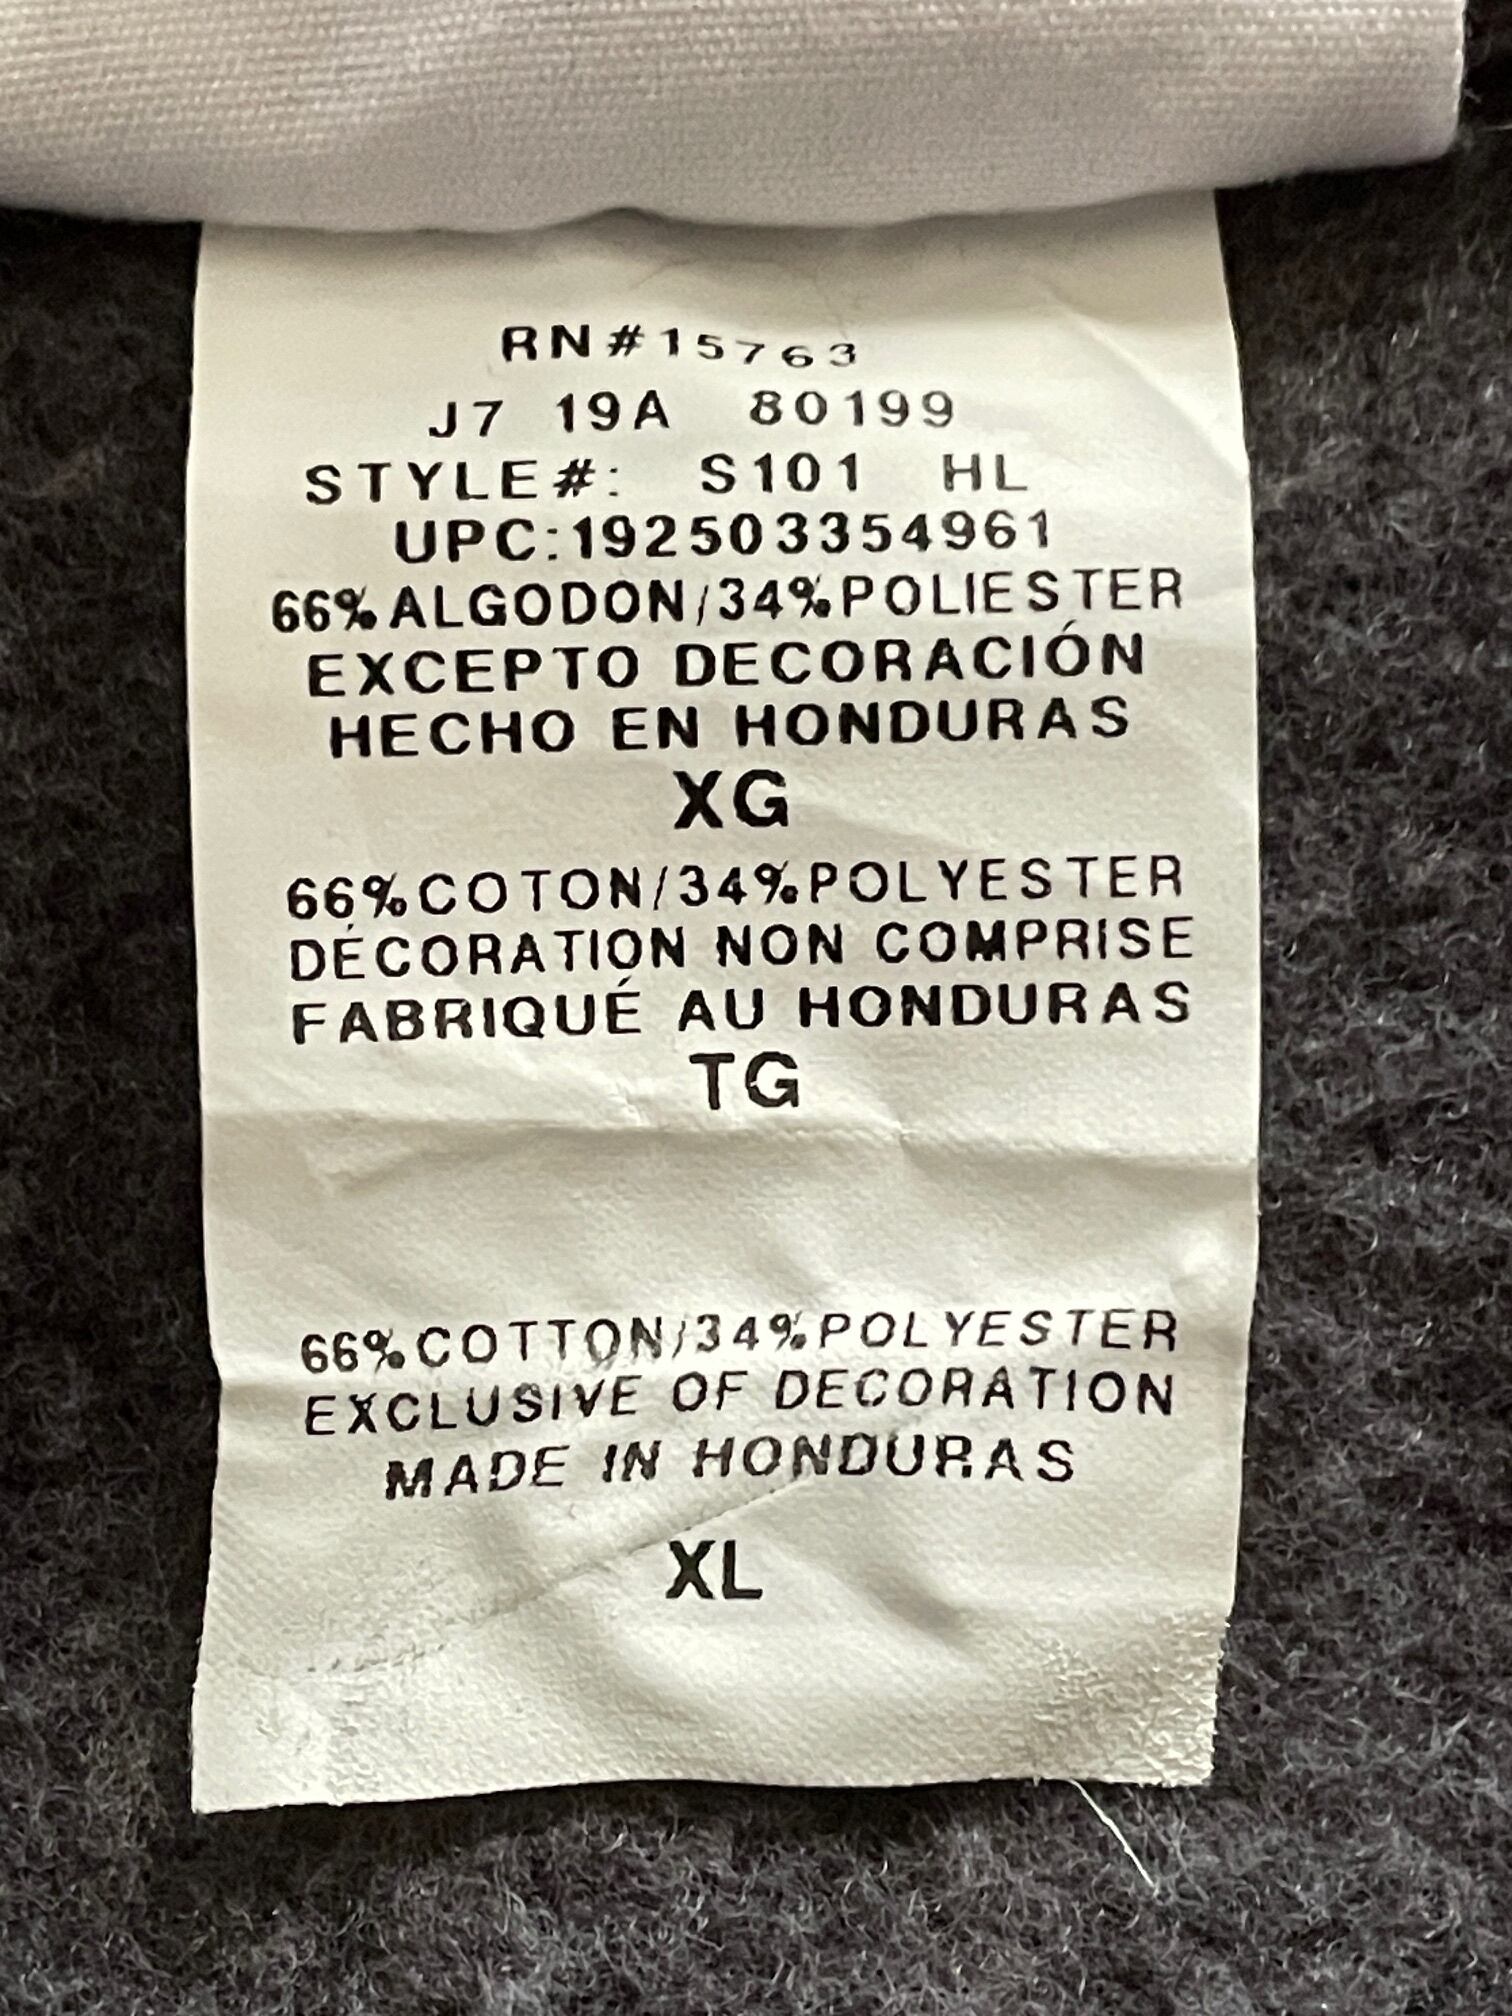 RN#15763
J7 19A 80199
STYLE#: S101 HL
UPC:192503354961
66%ALGODON/34%POLIESTER
EXCEPTO DECORACIÓN
HECHO EN HONDURAS
XG
66%COTON/34%POLYESTER
DÉCORATION NON COMPRISE
FABRIQUÉ AU HONDURAS
TG
66%COTTON/34%POLYESTER
EXCLUSIVE OF DECORATION
MADE IN HONDURAS
XL